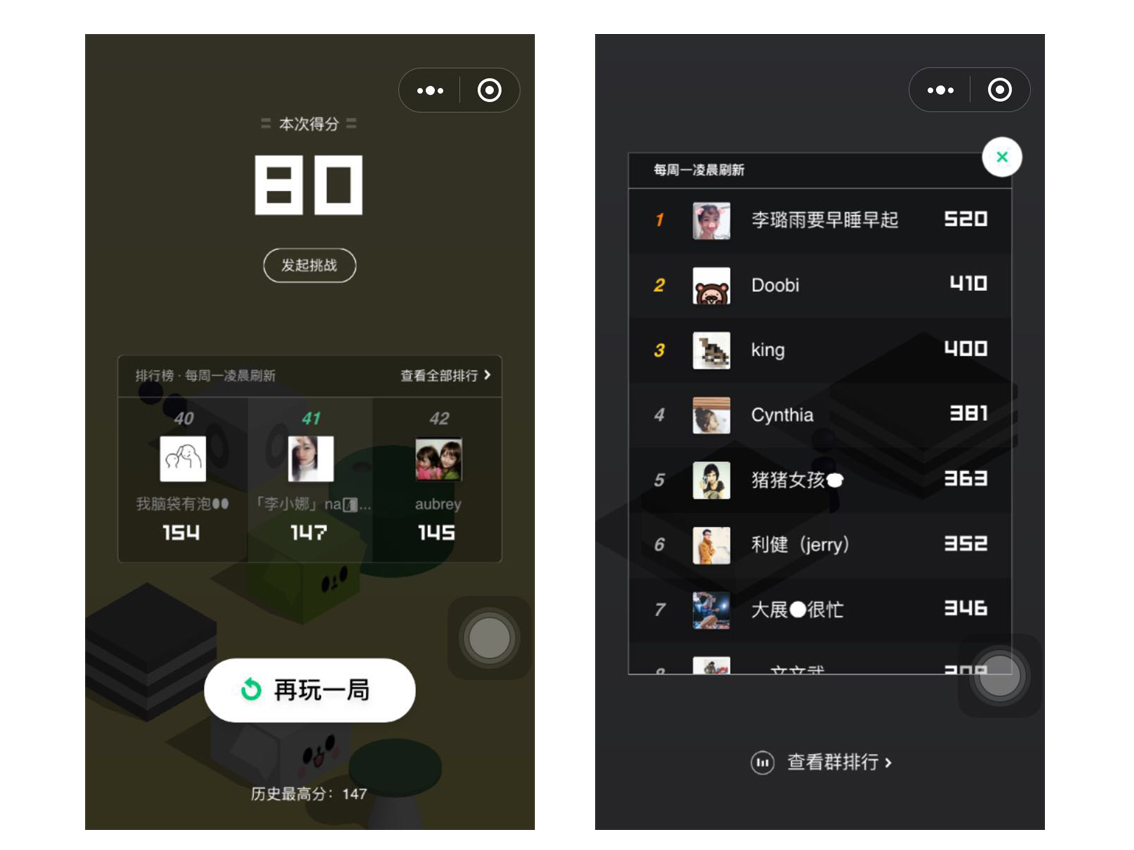 本次得分
80
发起挑战
排行榜 · 每周一凌晨刷新 查看全部排行 >
40 41 42
我脑袋有泡 「李小娜」na... aubrey
154 147 145
再玩一局
历史最高分：147
每周一凌晨刷新
1 李璐雨要早睡早起 520
2 Doobi 410
3 king 400
4 Cynthia 381
5 猪猪女孩 363
6 利健（jerry） 352
7 大展 很忙 346
查看群排行 >